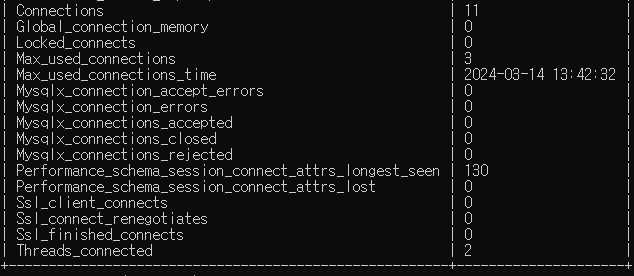 | Connections | 11 |
| Global_connection_memory | 0 |
| Locked_connects | 0 |
| Max_used_connections | 3 |
| Max_used_connections_time | 2024-03-14 13:42:32 |
| Mysqlx_connection_accept_errors | 0 |
| Mysqlx_connection_errors | 0 |
| Mysqlx_connections_accepted | 0 |
| Mysqlx_connections_closed | 0 |
| Mysqlx_connections_rejected | 0 |
| Performance_schema_session_connect_attrs_longest_seen | 130 |
| Performance_schema_session_connect_attrs_lost | 0 |
| Ssl_client_connects | 0 |
| Ssl_connect_renegotiates | 0 |
| Ssl_finished_connects | 0 |
| Threads_connected | 2 |